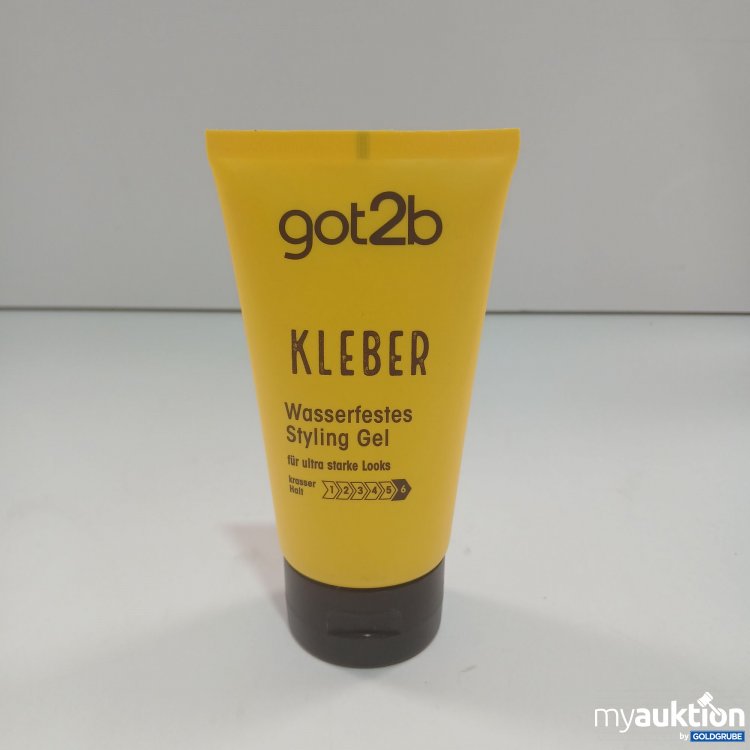 got2b
KLEBER
Wasserfestes
Styling Gel
für ultra starke Looks
krasser
Halt 1 2 3 4 5 6
myauktion
by GOLDGRUBE